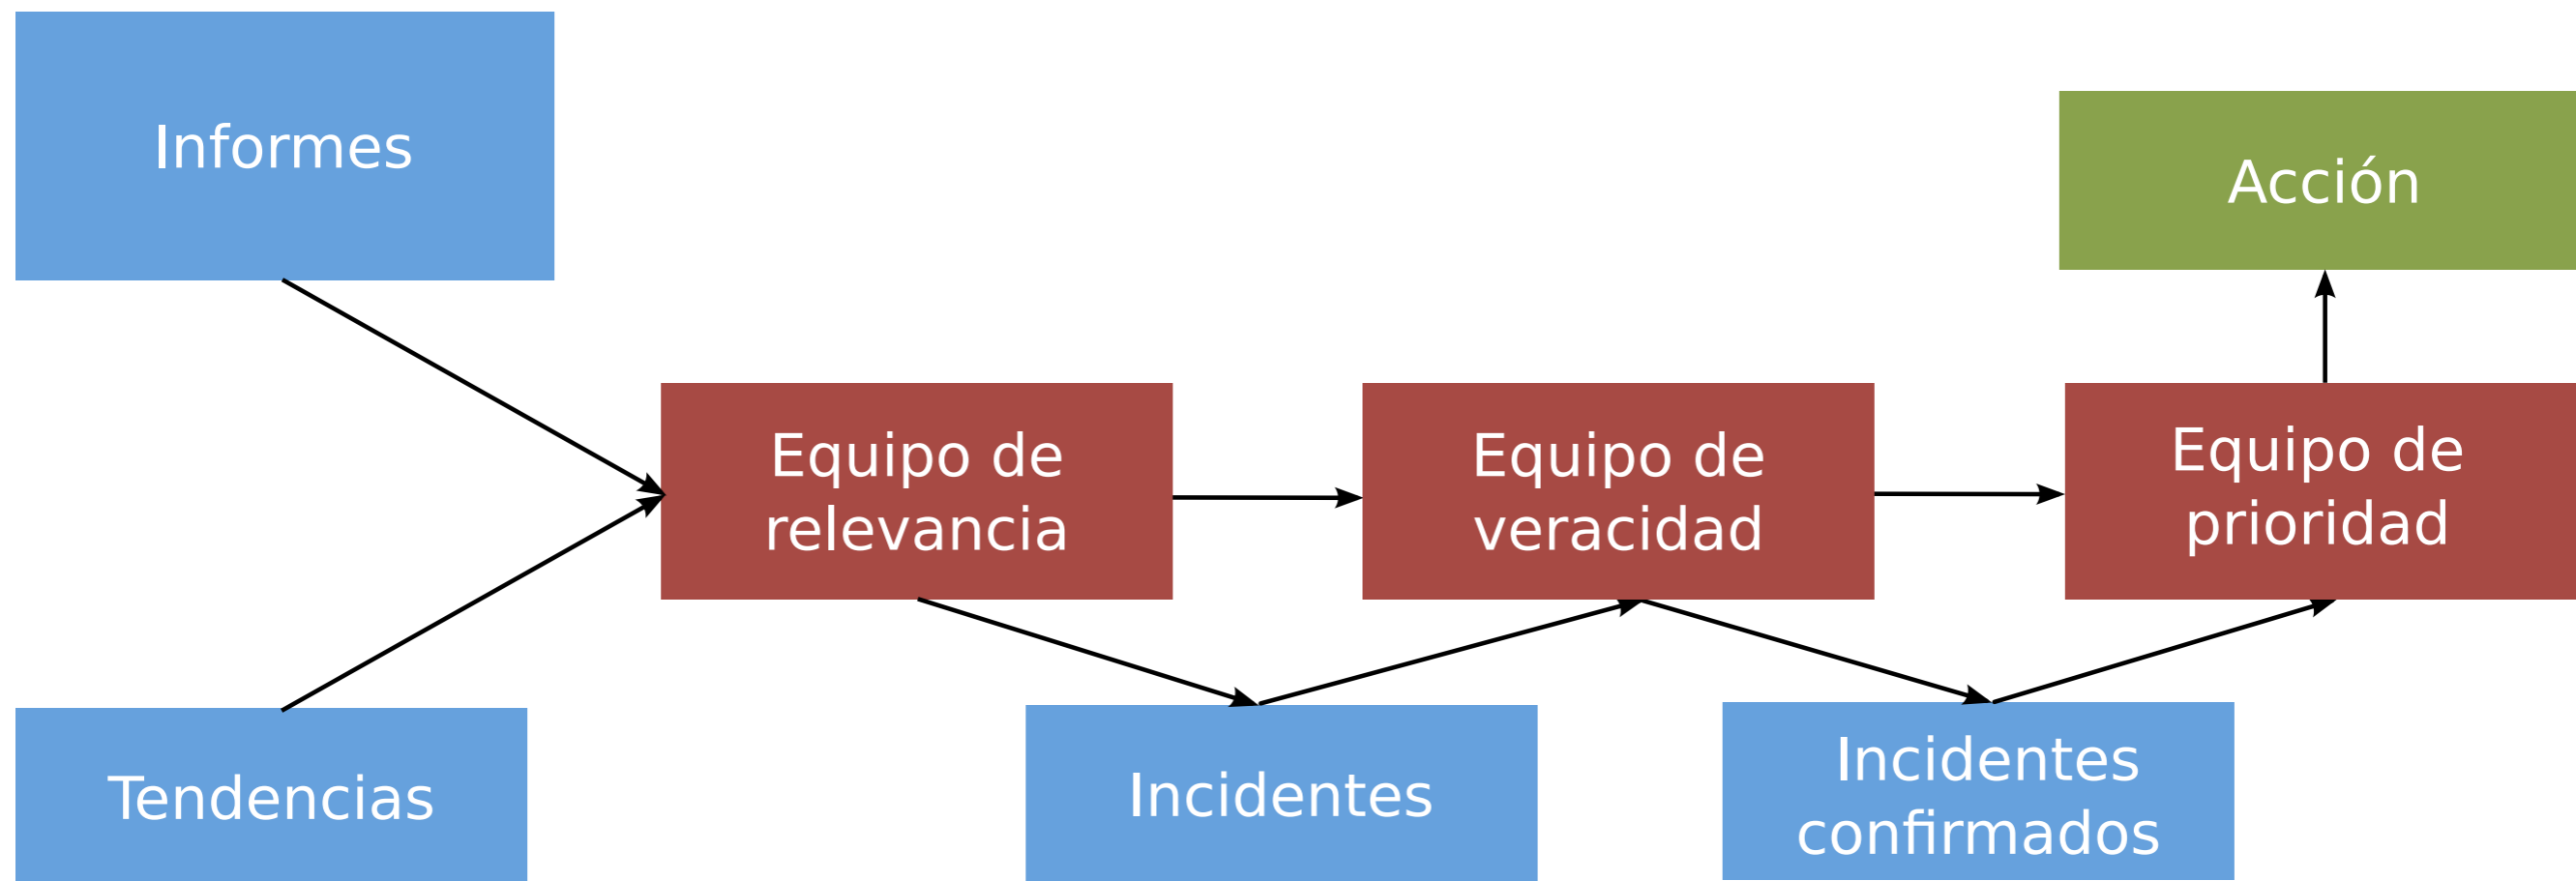 Informes
Acción
Equipo de
relevancia
Equipo de
veracidad
Equipo de
prioridad
Tendencias
Incidentes
Incidentes
confirmados